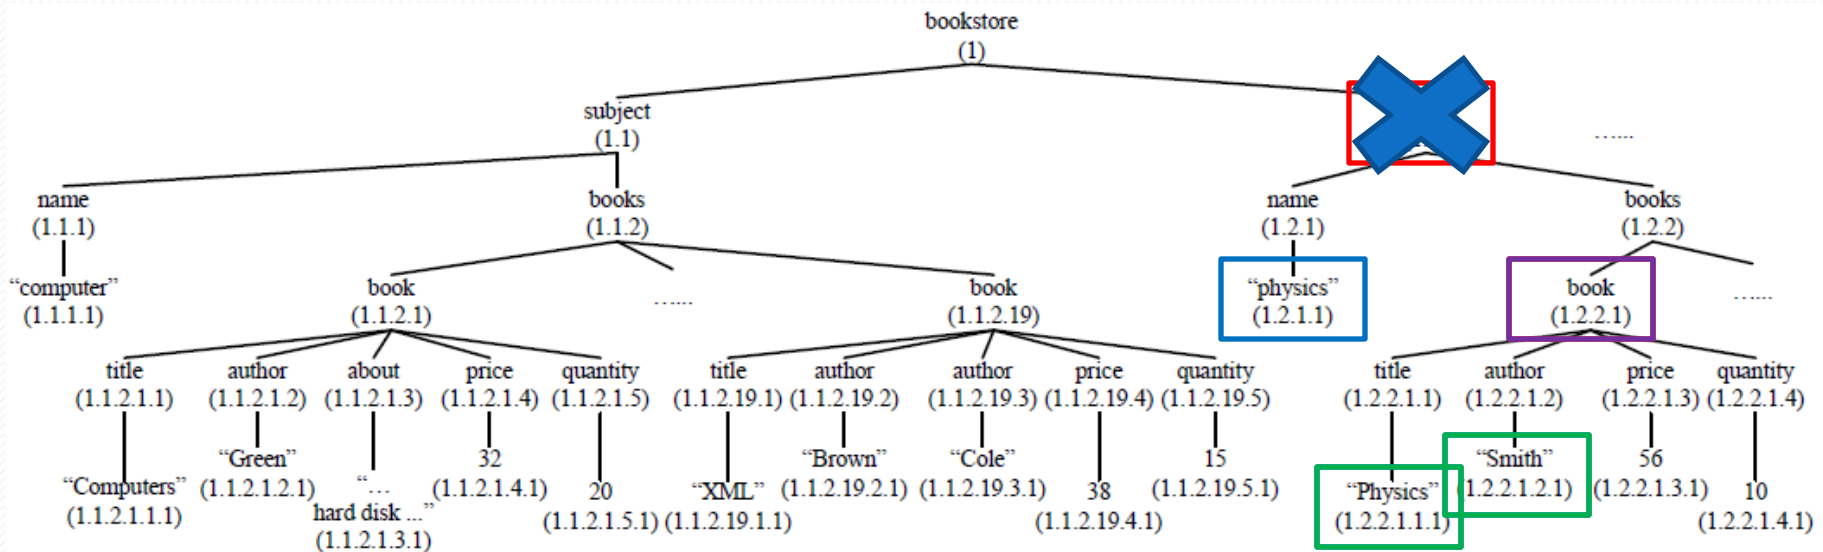 bookstore
(1)
subject
(1.1)
…...
name
(1.1.1)
books
(1.1.2)
name
(1.2.1)
books
(1.2.2)
“computer”
(1.1.1.1)
book
(1.1.2.1)
…...
book
(1.1.2.19)
“physics”
(1.2.1.1)
book
(1.2.2.1)
…...
title author about price quantity title author author price quantity title author price quantity
(1.1.2.1.1) (1.1.2.1.2) (1.1.2.1.3) (1.1.2.1.4) (1.1.2.1.5) (1.1.2.19.1) (1.1.2.19.2) (1.1.2.19.3) (1.1.2.19.4) (1.1.2.19.5) (1.2.2.1.1) (1.2.2.1.2) (1.2.2.1.3) (1.2.2.1.4)
“Computers”
(1.1.2.1.1.1)
“Green”
(1.1.2.1.2.1)
“…
hard disk ...”
(1.1.2.1.3.1)
32
(1.1.2.1.4.1)
20
(1.1.2.1.5.1)
“XML”
(1.1.2.19.1.1)
“Brown”
(1.1.2.19.2.1)
“Cole”
(1.1.2.19.3.1)
38
(1.1.2.19.4.1)
15
(1.1.2.19.5.1)
“Physics”
(1.2.2.1.1.1)
“Smith”
(1.2.2.1.2.1)
56
(1.2.2.1.3.1)
10
(1.2.2.1.4.1)